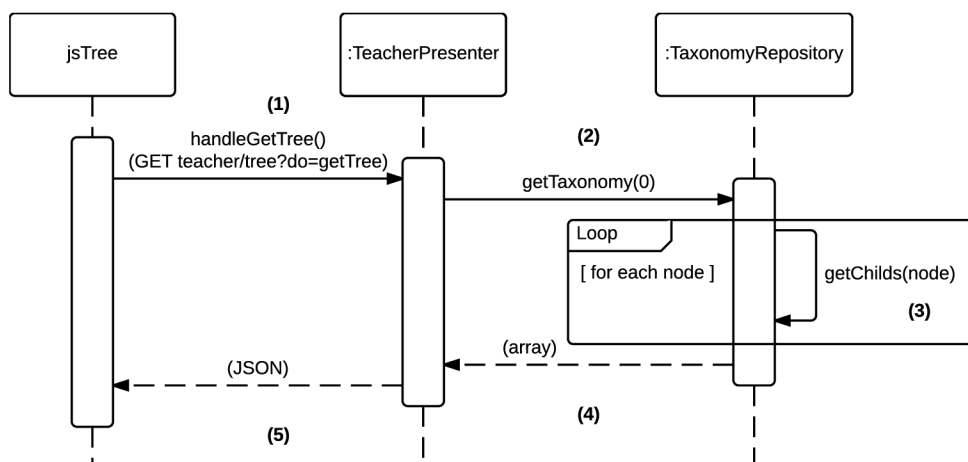 jsTree
:TeacherPresenter
:TaxonomyRepository
(1)
handleGetTree()
(GET teacher/tree?do=getTree)
(2)
getTaxonomy(0)
Loop
[ for each node ]
getChilds(node)
(3)
(array)
(JSON)
(4)
(5)